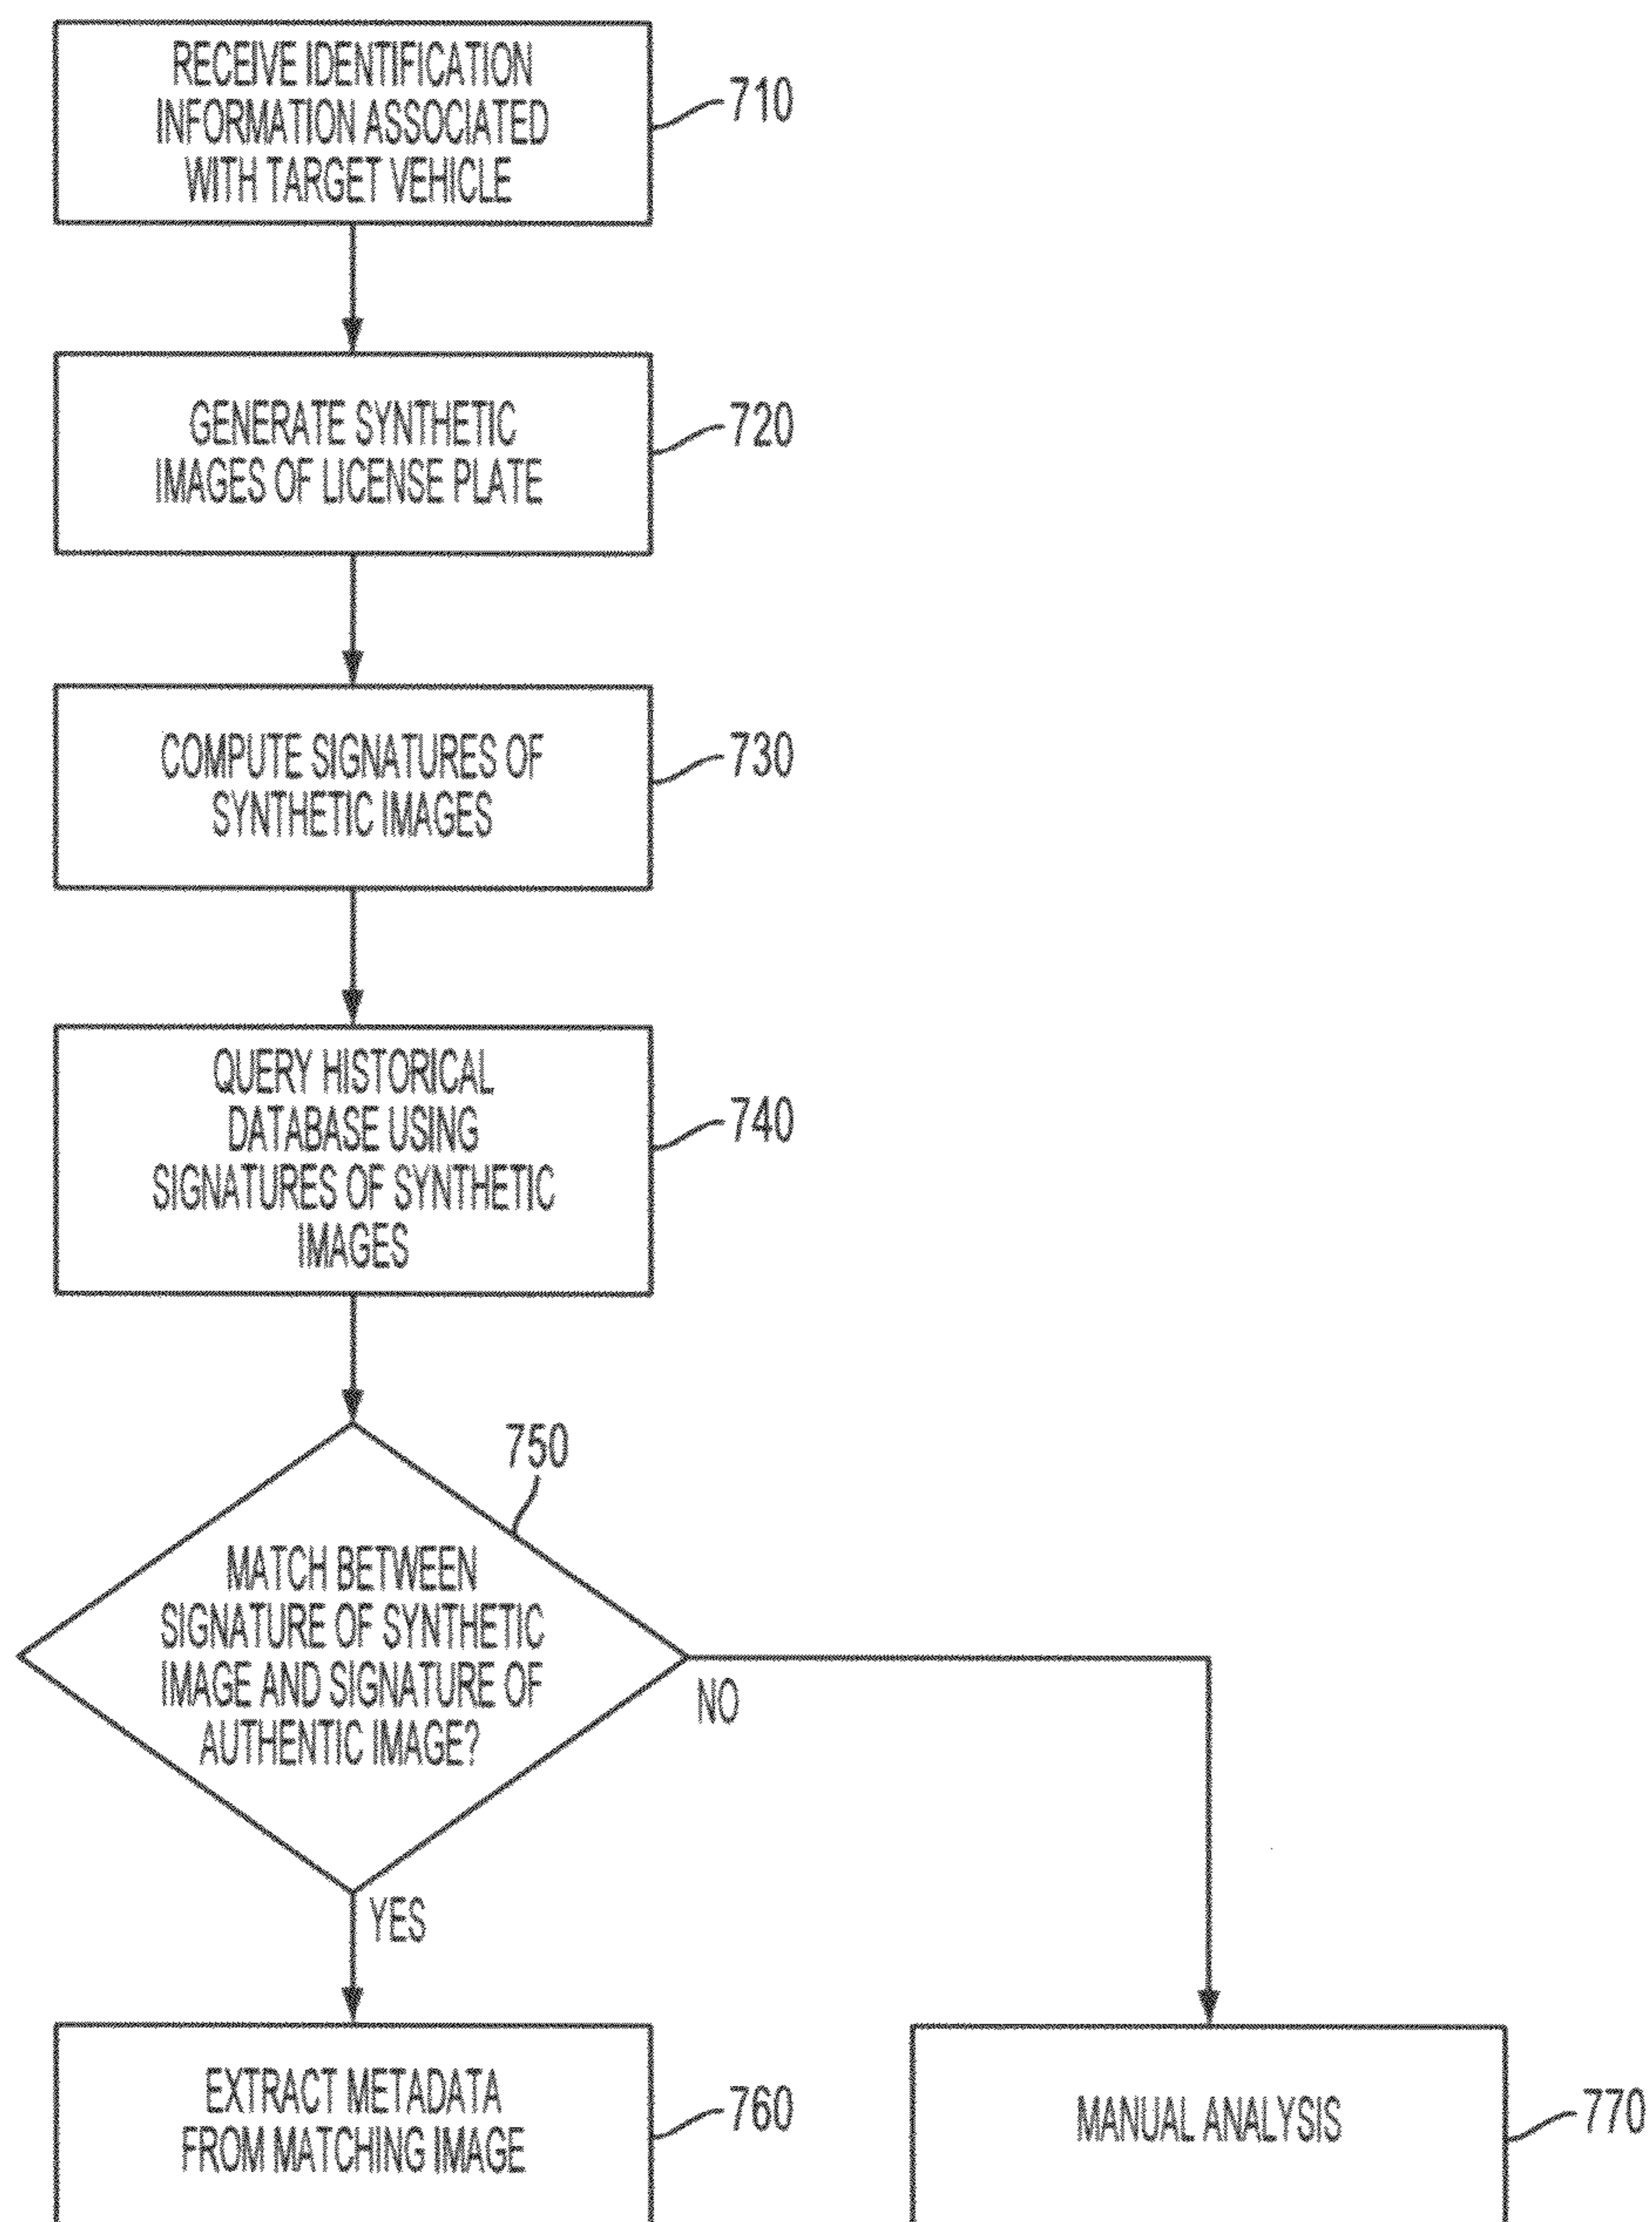 RECEIVE IDENTIFICATION
INFORMATION ASSOCIATED
WITH TARGET VEHICLE
710
GENERATE SYNTHETIC
IMAGES OF LICENSE PLATE
720
COMPUTE SIGNATURES OF
SYNTHETIC IMAGES
730
QUERY HISTORICAL
DATABASE USING
SIGNATURES OF SYNTHETIC
IMAGES
740
750
MATCH BETWEEN
SIGNATURE OF SYNTHETIC
IMAGE AND SIGNATURE OF
AUTHENTIC IMAGE?
NO
YES
EXTRACT METADATA
FROM MATCHING IMAGE
760
MANUAL ANALYSIS
770